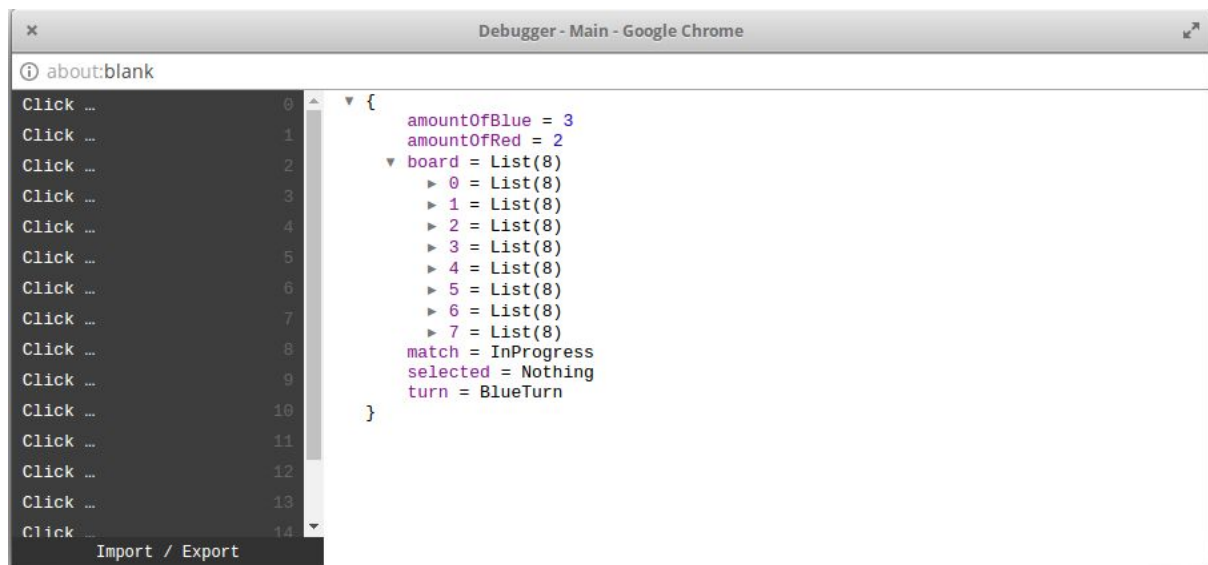 Debugger - Main - Google Chrome
about:blank
Click … 0
Click … 1
Click … 2
Click … 3
Click … 4
Click … 5
Click … 6
Click … 7
Click … 8
Click … 9
Click … 10
Click … 11
Click … 12
Click … 13
Click … 14
Import / Export
{
amountOfBlue = 3
amountOfRed = 2
board = List(8)
0 = List(8)
1 = List(8)
2 = List(8)
3 = List(8)
4 = List(8)
5 = List(8)
6 = List(8)
7 = List(8)
match = InProgress
selected = Nothing
turn = BlueTurn
}